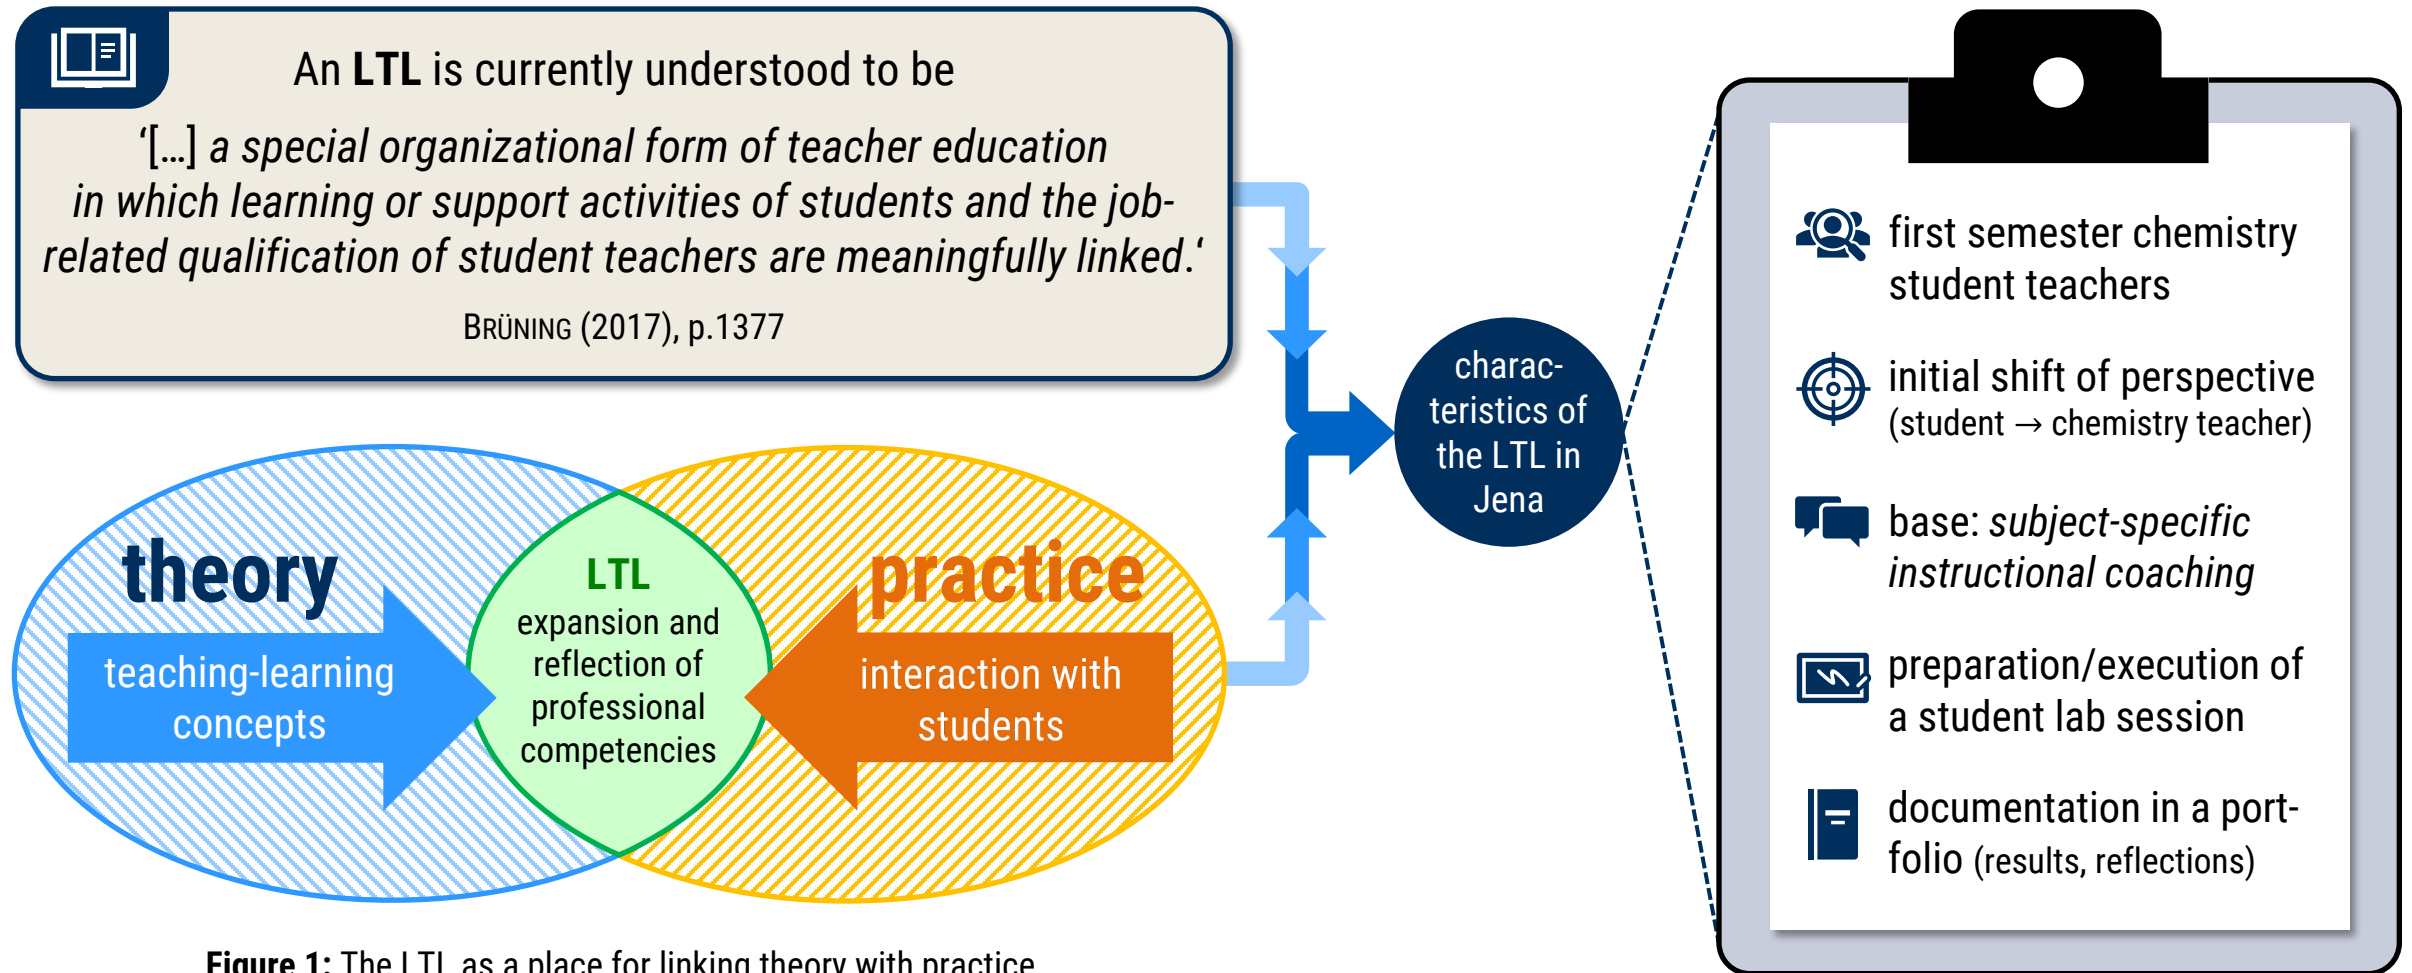 An LTL is currently understood to be
‘[...] a special organizational form of teacher education
in which learning or support activities of students and the job-
related qualification of student teachers are meaningfully linked.‘
BRÜNING (2017), p.1377
theory
teaching-learning
concepts
LTL
expansion and
reflection of
professional
competencies
practice
interaction with
students
Figure 1: The LTL as a place for linking theory with practice
charac-
teristics of
the LTL in
Jena
first semester chemistry
student teachers
initial shift of perspective
(student → chemistry teacher)
base: subject-specific
instructional coaching
preparation/execution of
a student lab session
documentation in a port-
folio (results, reflections)